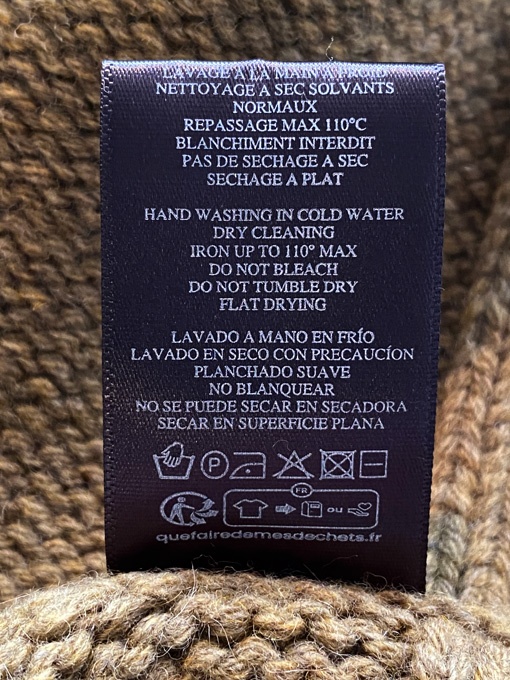 LAVAGE A LA MAIN
NETTOYAGE A SEC SOLVANTS
NORMAUX
REPASSAGE MAX 110°C
BLANCHIMENT INTERDIT
PAS DE SECHAGE A SEC
SECHAGE A PLAT
HAND WASHING IN COLD WATER
DRY CLEANING
IRON UP TO 110° MAX
DO NOT BLEACH
DO NOT TUMBLE DRY
FLAT DRYING
LAVADO A MANO EN FRÍO
LAVADO EN SECO CON PRECAUCÍON
PLANCHADO SUAVE
NO BLANQUEAR
NO SE PUEDE SECAR EN SECADORA
SECAR EN SUPERFICIE PLANA
P
FR
OU
quefairedemesdechets.fr